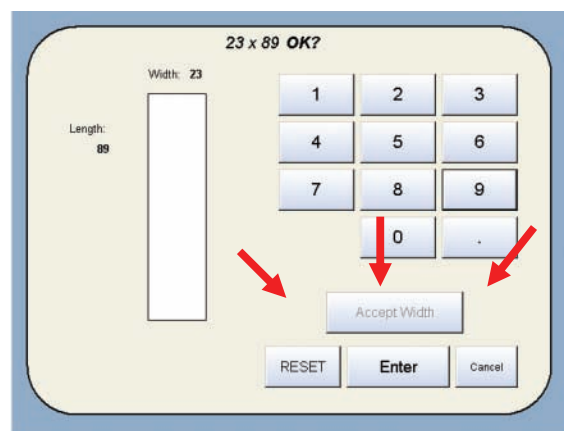 23 x 89 OK?
Width: 23
Length:
89
1 2 3
4 5 6
7 8 9
0 .
Accept Width
RESET Enter Cancel